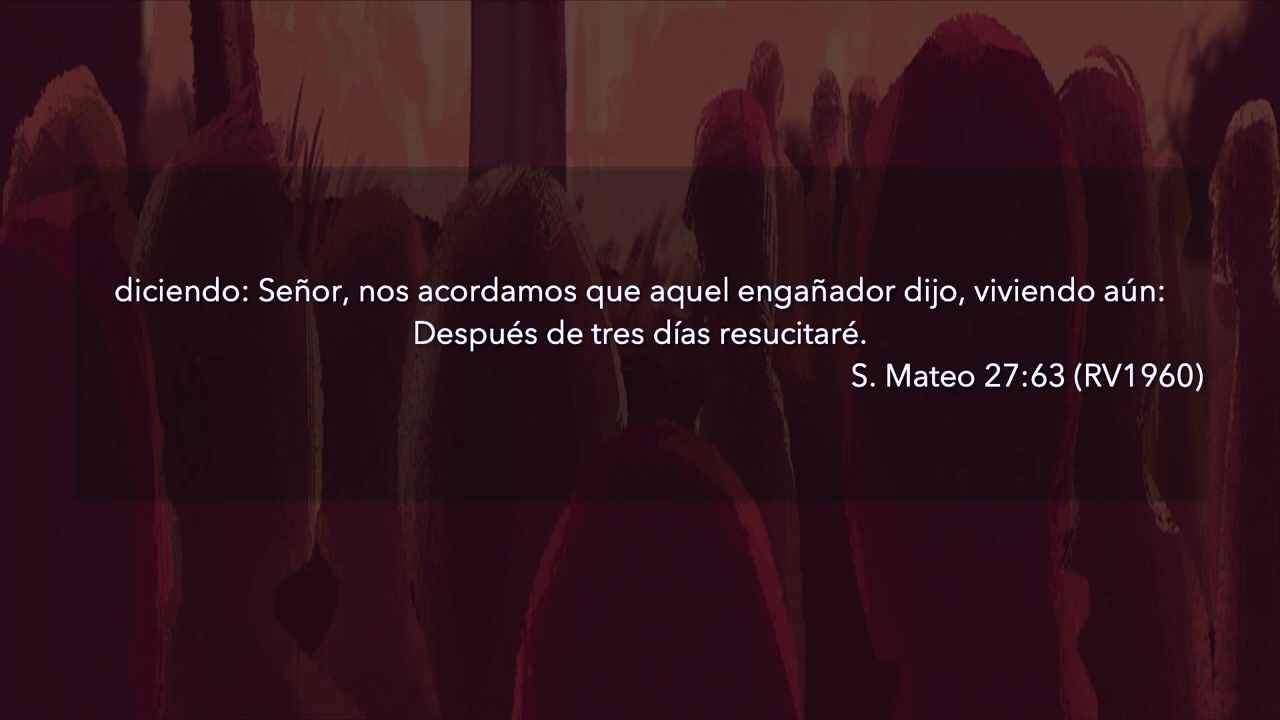 diciendo: Señor, nos acordamos que aquel engañador dijo, viviendo aún:
Después de tres días resucitaré.
S. Mateo 27:63 (RV1960)